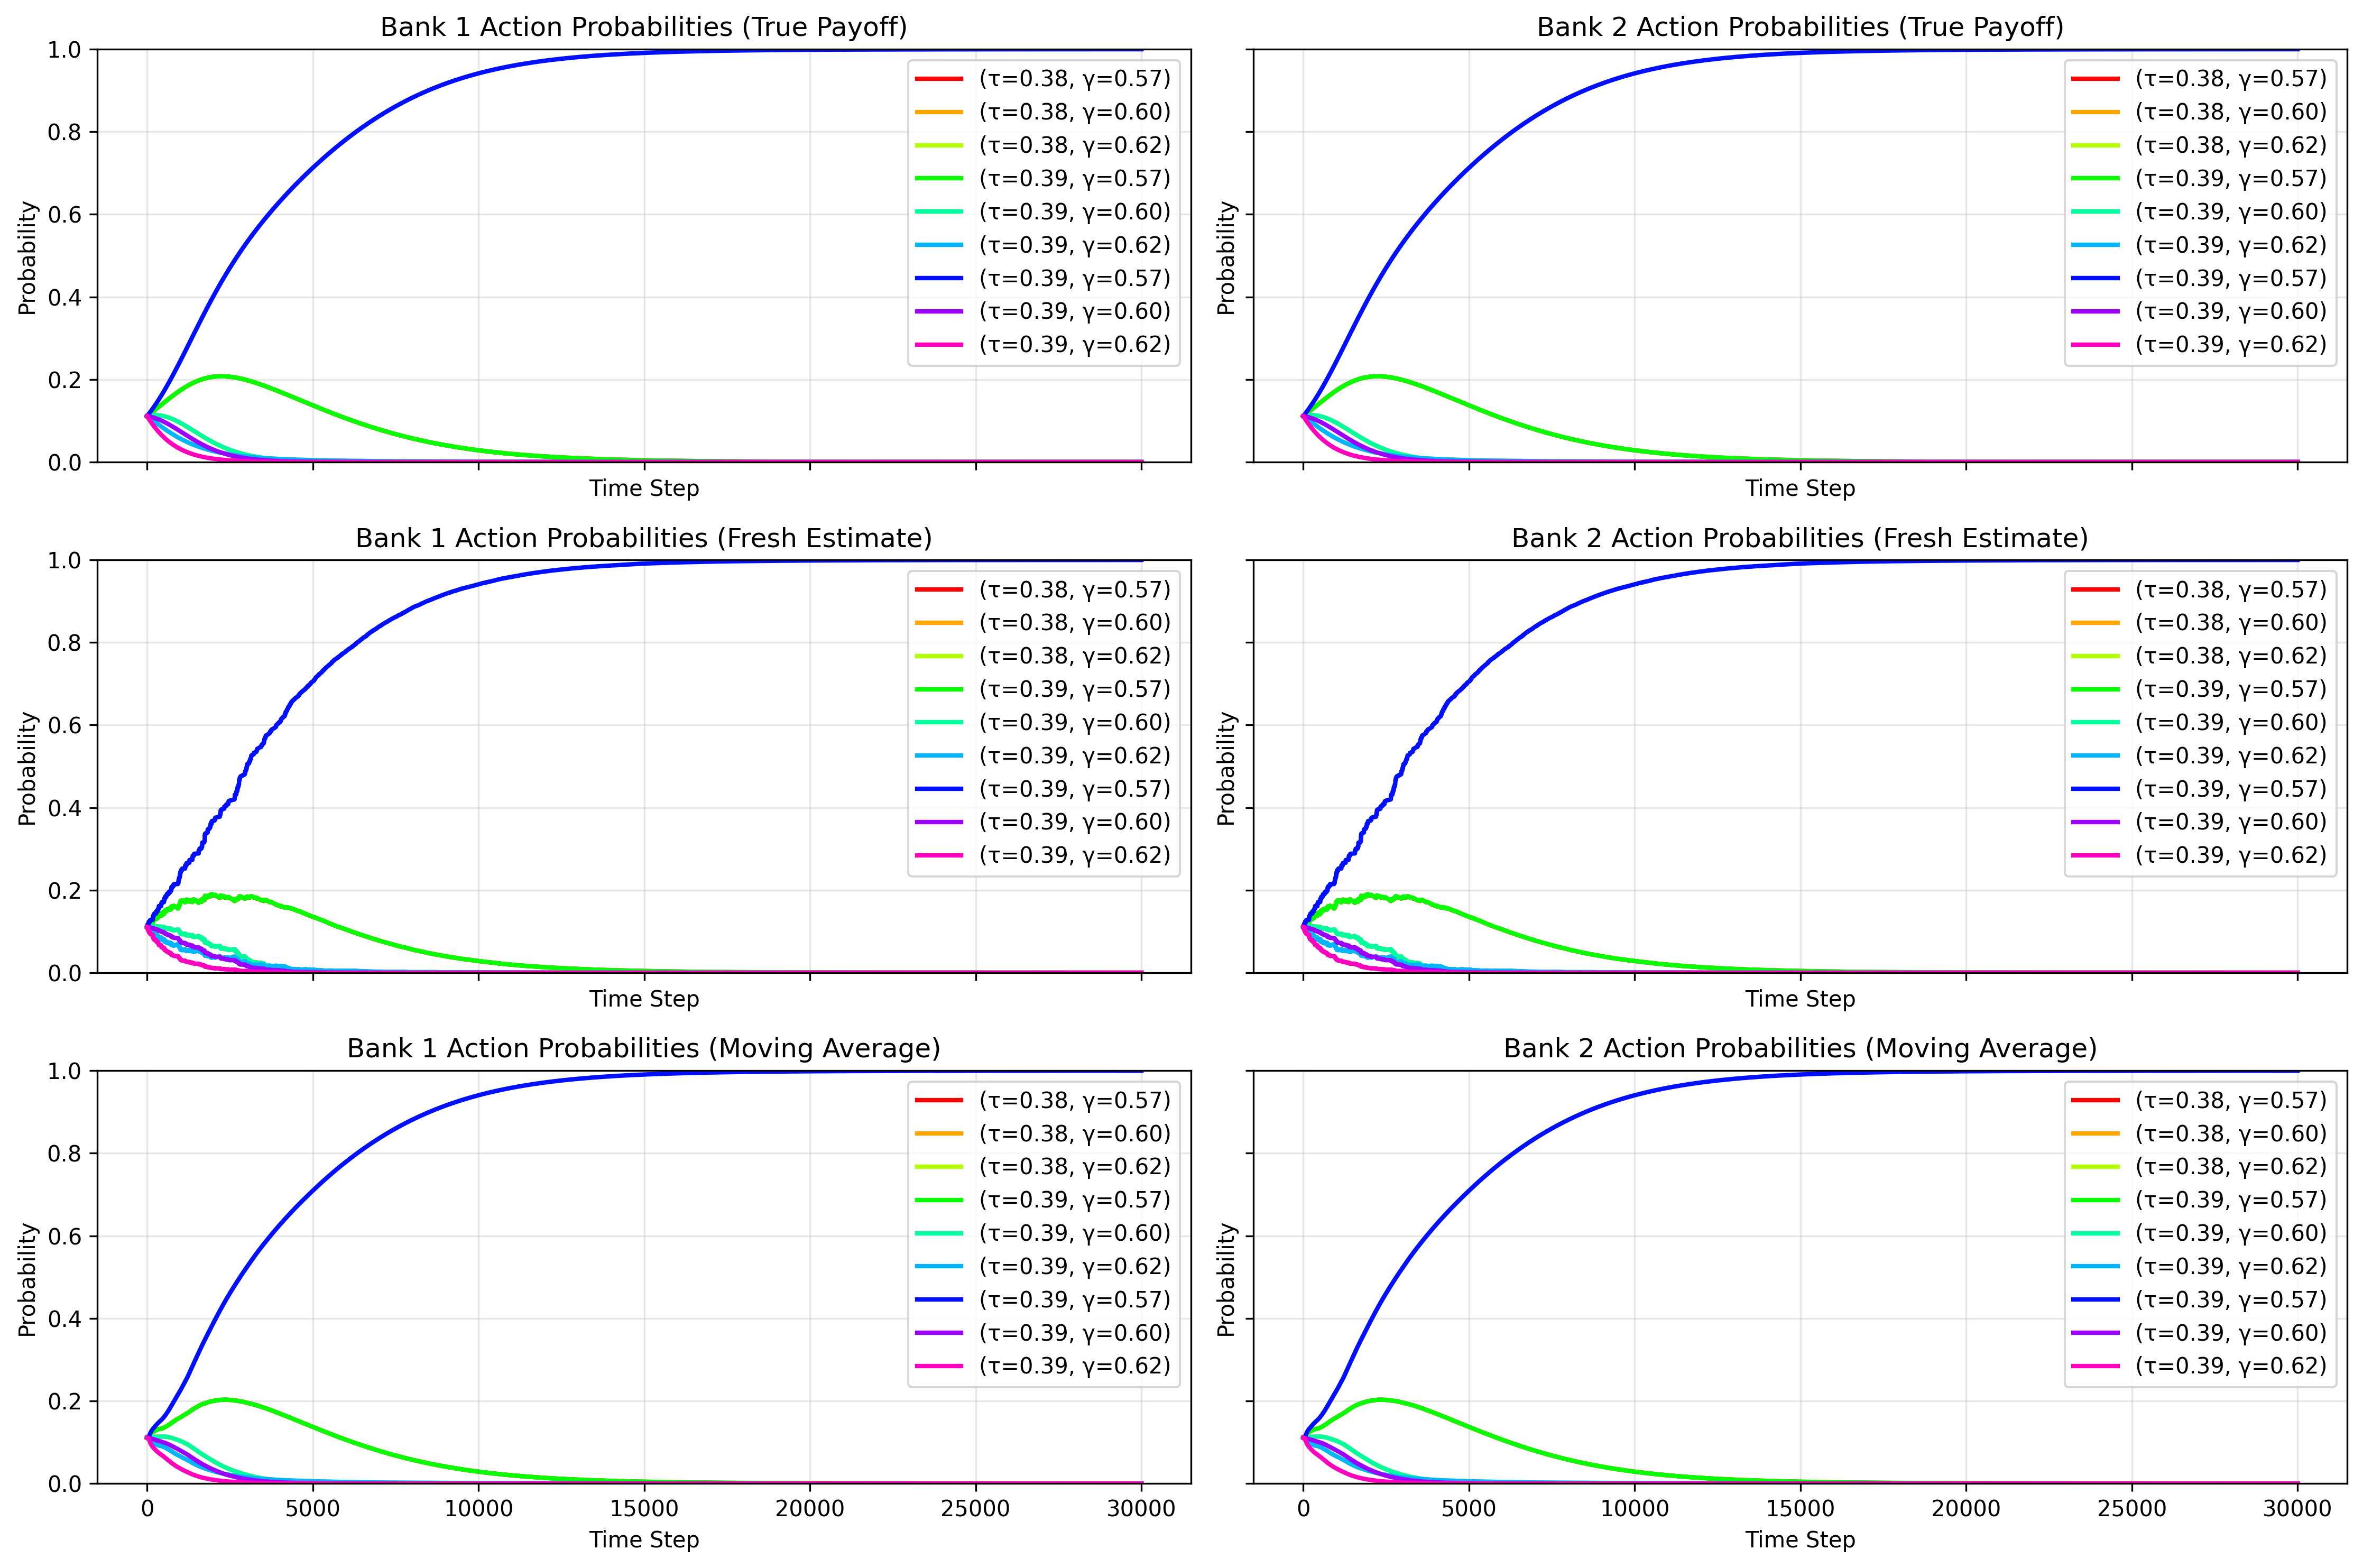 Bank 1 Action Probabilities (True Payoff)
1.0
0.8
0.6
0.4
0.2
0.0
Probability
(τ=0.38, γ=0.57)
(τ=0.38, γ=0.60)
(τ=0.38, γ=0.62)
(τ=0.39, γ=0.57)
(τ=0.39, γ=0.60)
(τ=0.39, γ=0.62)
(τ=0.39, γ=0.57)
(τ=0.39, γ=0.60)
(τ=0.39, γ=0.62)
Time Step
Bank 2 Action Probabilities (True Payoff)
Probability
(τ=0.38, γ=0.57)
(τ=0.38, γ=0.60)
(τ=0.38, γ=0.62)
(τ=0.39, γ=0.57)
(τ=0.39, γ=0.60)
(τ=0.39, γ=0.62)
(τ=0.39, γ=0.57)
(τ=0.39, γ=0.60)
(τ=0.39, γ=0.62)
Time Step
Bank 1 Action Probabilities (Fresh Estimate)
1.0
0.8
0.6
0.4
0.2
0.0
Probability
(τ=0.38, γ=0.57)
(τ=0.38, γ=0.60)
(τ=0.38, γ=0.62)
(τ=0.39, γ=0.57)
(τ=0.39, γ=0.60)
(τ=0.39, γ=0.62)
(τ=0.39, γ=0.57)
(τ=0.39, γ=0.60)
(τ=0.39, γ=0.62)
Time Step
Bank 2 Action Probabilities (Fresh Estimate)
Probability
(τ=0.38, γ=0.57)
(τ=0.38, γ=0.60)
(τ=0.38, γ=0.62)
(τ=0.39, γ=0.57)
(τ=0.39, γ=0.60)
(τ=0.39, γ=0.62)
(τ=0.39, γ=0.57)
(τ=0.39, γ=0.60)
(τ=0.39, γ=0.62)
Time Step
Bank 1 Action Probabilities (Moving Average)
1.0
0.8
0.6
0.4
0.2
0.0
Probability
(τ=0.38, γ=0.57)
(τ=0.38, γ=0.60)
(τ=0.38, γ=0.62)
(τ=0.39, γ=0.57)
(τ=0.39, γ=0.60)
(τ=0.39, γ=0.62)
(τ=0.39, γ=0.57)
(τ=0.39, γ=0.60)
(τ=0.39, γ=0.62)
0 5000 10000 15000 20000 25000 30000
Time Step
Bank 2 Action Probabilities (Moving Average)
Probability
(τ=0.38, γ=0.57)
(τ=0.38, γ=0.60)
(τ=0.38, γ=0.62)
(τ=0.39, γ=0.57)
(τ=0.39, γ=0.60)
(τ=0.39, γ=0.62)
(τ=0.39, γ=0.57)
(τ=0.39, γ=0.60)
(τ=0.39, γ=0.62)
0 5000 10000 15000 20000 25000 30000
Time Step